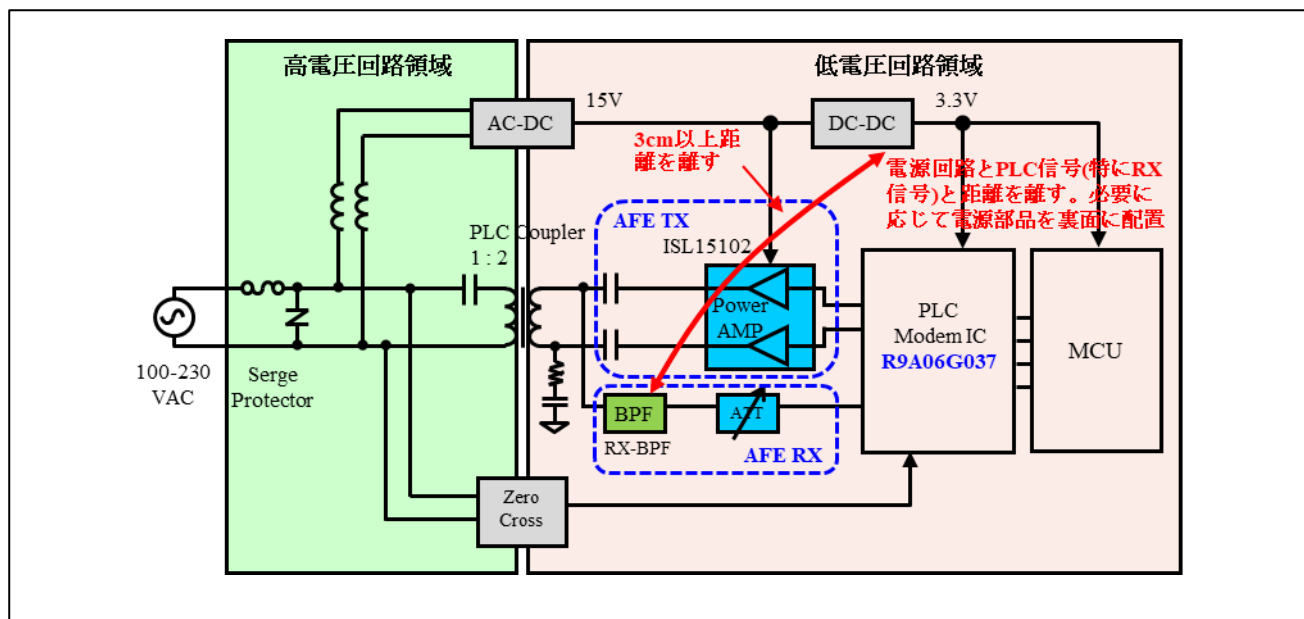 高電圧回路領域
低電圧回路領域
AC-DC
15V
DC-DC
3.3V
3cm以上距
離を離す
電源回路とPLC信号(特にRX
信号)と距離を離す。必要に
応じて電源部品を裏面に配置
PLC Coupler
1 : 2
AFE TX
ISL15102
Power
AMP
PLC
Modem IC
R9A06G037
MCU
100-230
VAC
Serge
Protector
BPF
RX-BPF
ATT
AFE RX
Zero
Cross